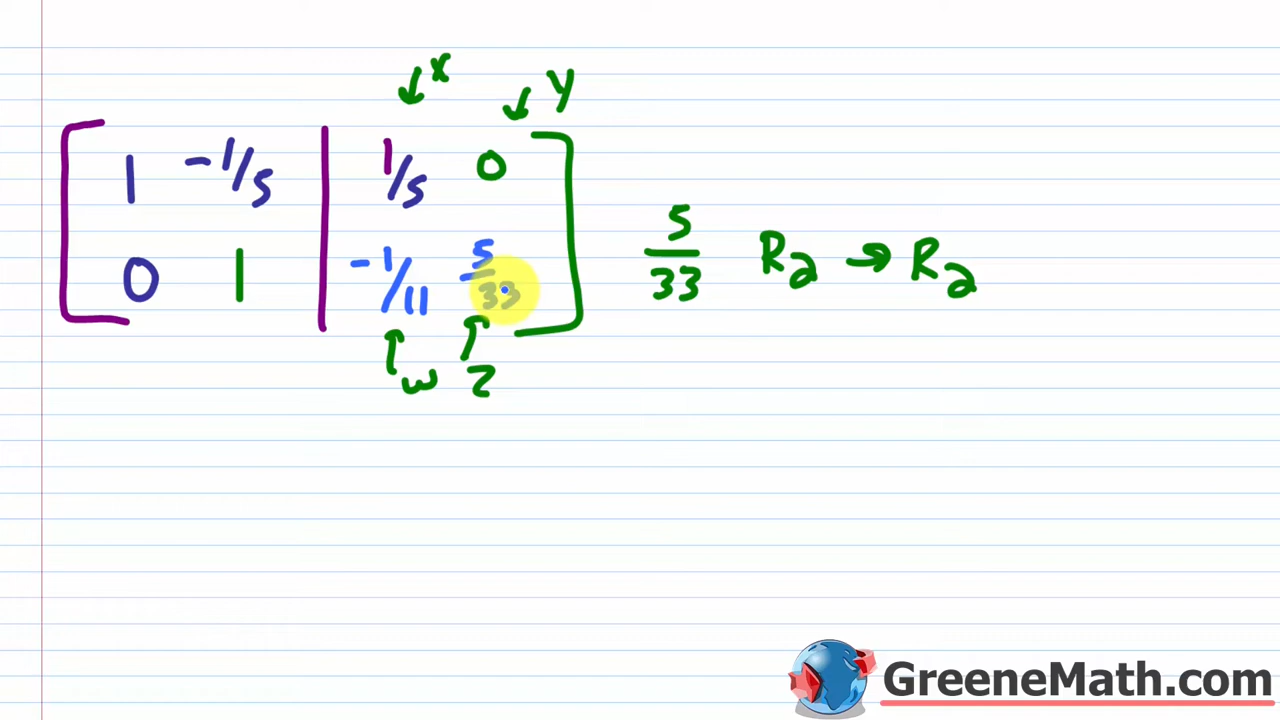 x y
1 -1/5 | 1/5 0
0 1 | -1/11 5/33
5/33 R2 → R2
w z
GreeneMath.com